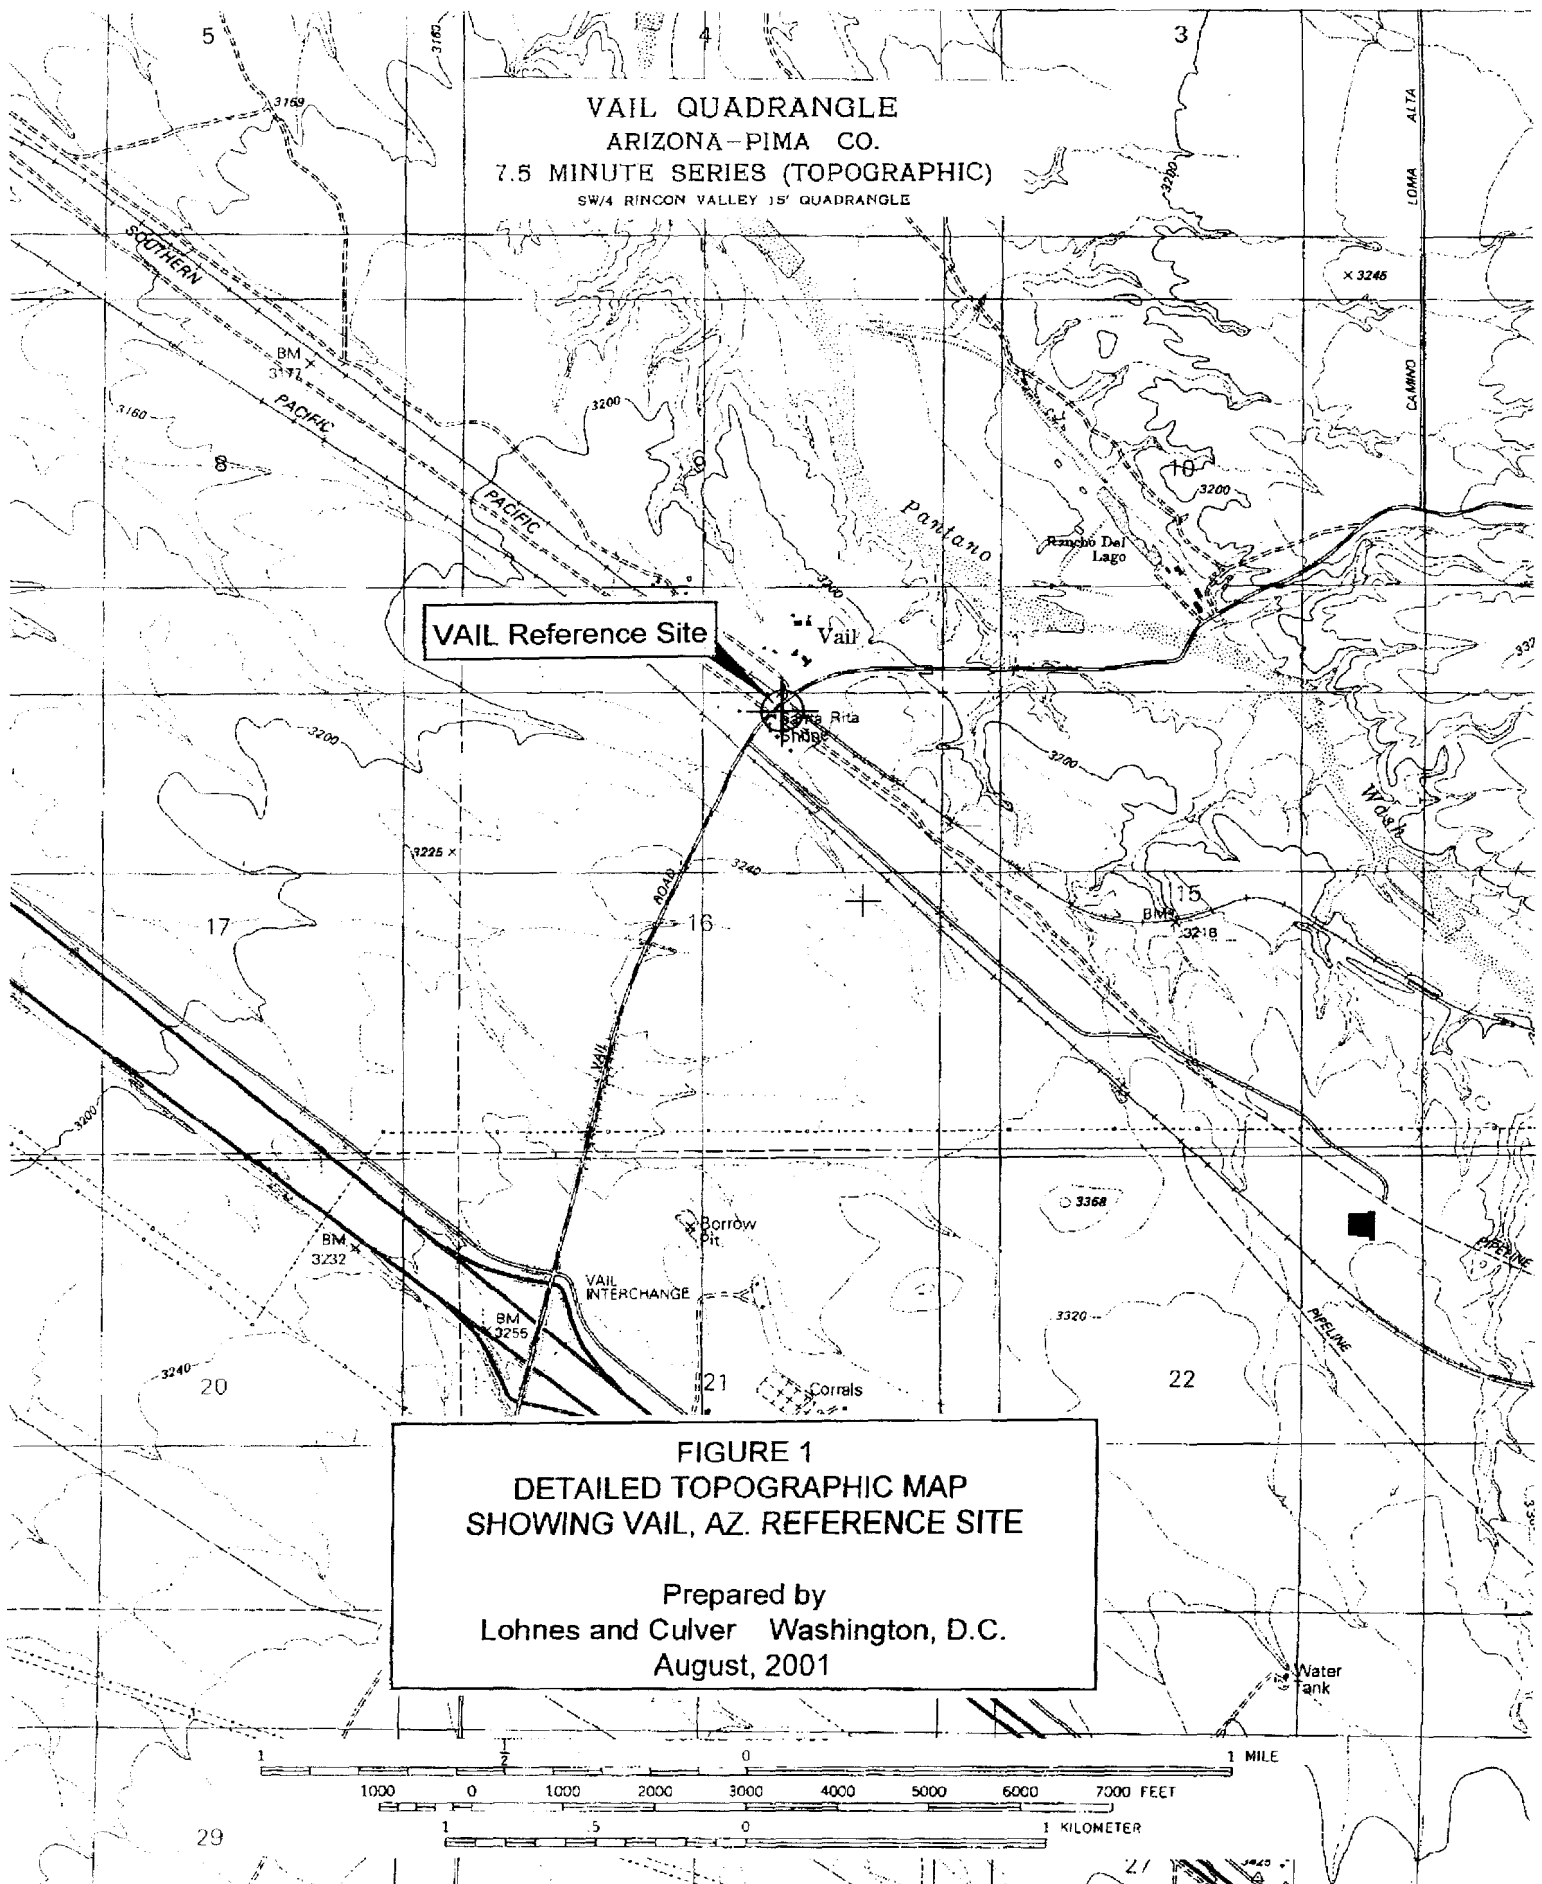 5
4
3
3160
3169
VAIL QUADRANGLE
ARIZONA-PIMA CO.
7.5 MINUTE SERIES (TOPOGRAPHIC)
SW/4 RINCON VALLEY 15' QUADRANGLE
3200
CAMINO LOMA ALTA
× 3245
SOUTHERN
PACIFIC
BM
3177
3160
8
3200
9
10
3200
PACIFIC
Pantano
Rancho Del
Lago
3200
VAIL Reference Site
Vail
Santa Rita
Shrine
3200
3200
Wash
3225 ×
3240
17
VAIL ROAD
16
15
BM
3218
3200
3368
Borrow
Pit
BM
3232
VAIL
INTERCHANGE
BM
3255
PIPELINE
PIPELINE
3320
3240
20
21
22
Corrals
FIGURE 1
DETAILED TOPOGRAPHIC MAP
SHOWING VAIL, AZ. REFERENCE SITE
Prepared by
Lohnes and Culver Washington, D.C.
August, 2001
Water
Tank
1 1/2 0 1 MILE
1000 0 1000 2000 3000 4000 5000 6000 7000 FEET
1 .5 0 1 KILOMETER
29
27